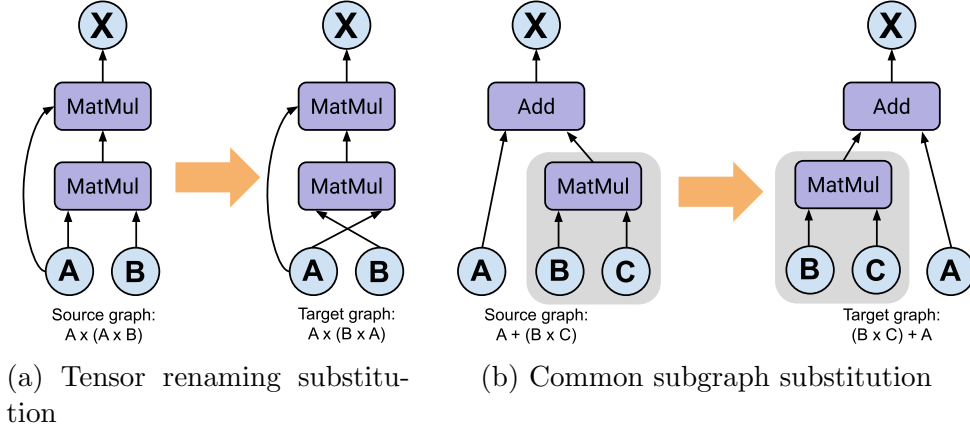 X
MatMul
MatMul
A
B
Source graph:
A x (A x B)
X
MatMul
MatMul
A
B
Target graph:
A x (B x A)
(a) Tensor renaming substitu-
tion
X
Add
MatMul
A
B
C
Source graph:
A + (B x C)
X
Add
MatMul
B
C
A
Target graph:
(B x C) + A
(b) Common subgraph substitution